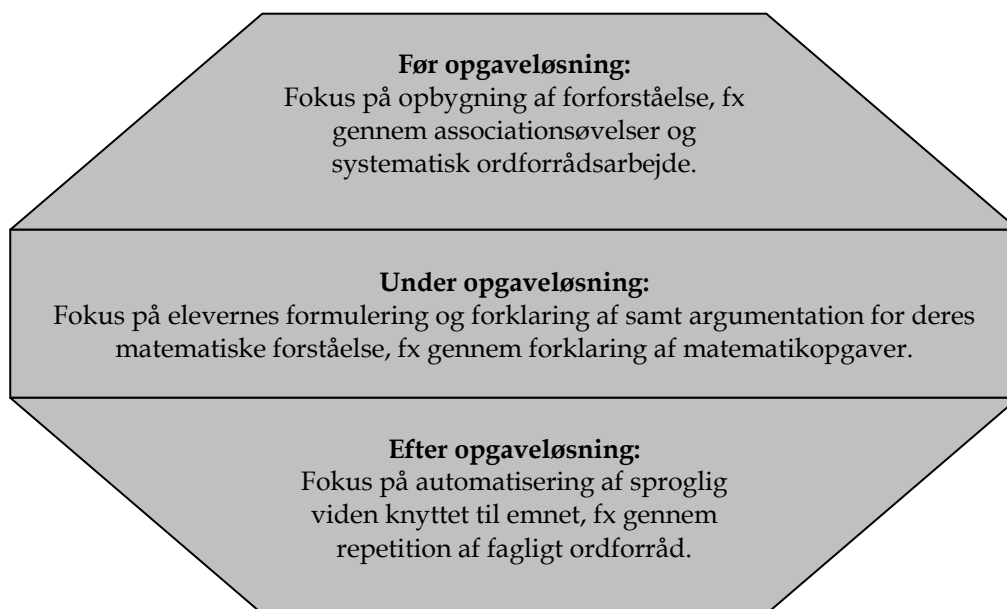 Før opgaveløsning:
Fokus på opbygning af forforståelse, fx
gennem associationsøvelser og
systematisk ordforrådsarbejde.
Under opgaveløsning:
Fokus på elevernes formulering og forklaring af samt argumentation for deres
matematiske forståelse, fx gennem forklaring af matematikopgaver.
Efter opgaveløsning:
Fokus på automatisering af sproglig
viden knyttet til emnet, fx gennem
repetition af fagligt ordforråd.